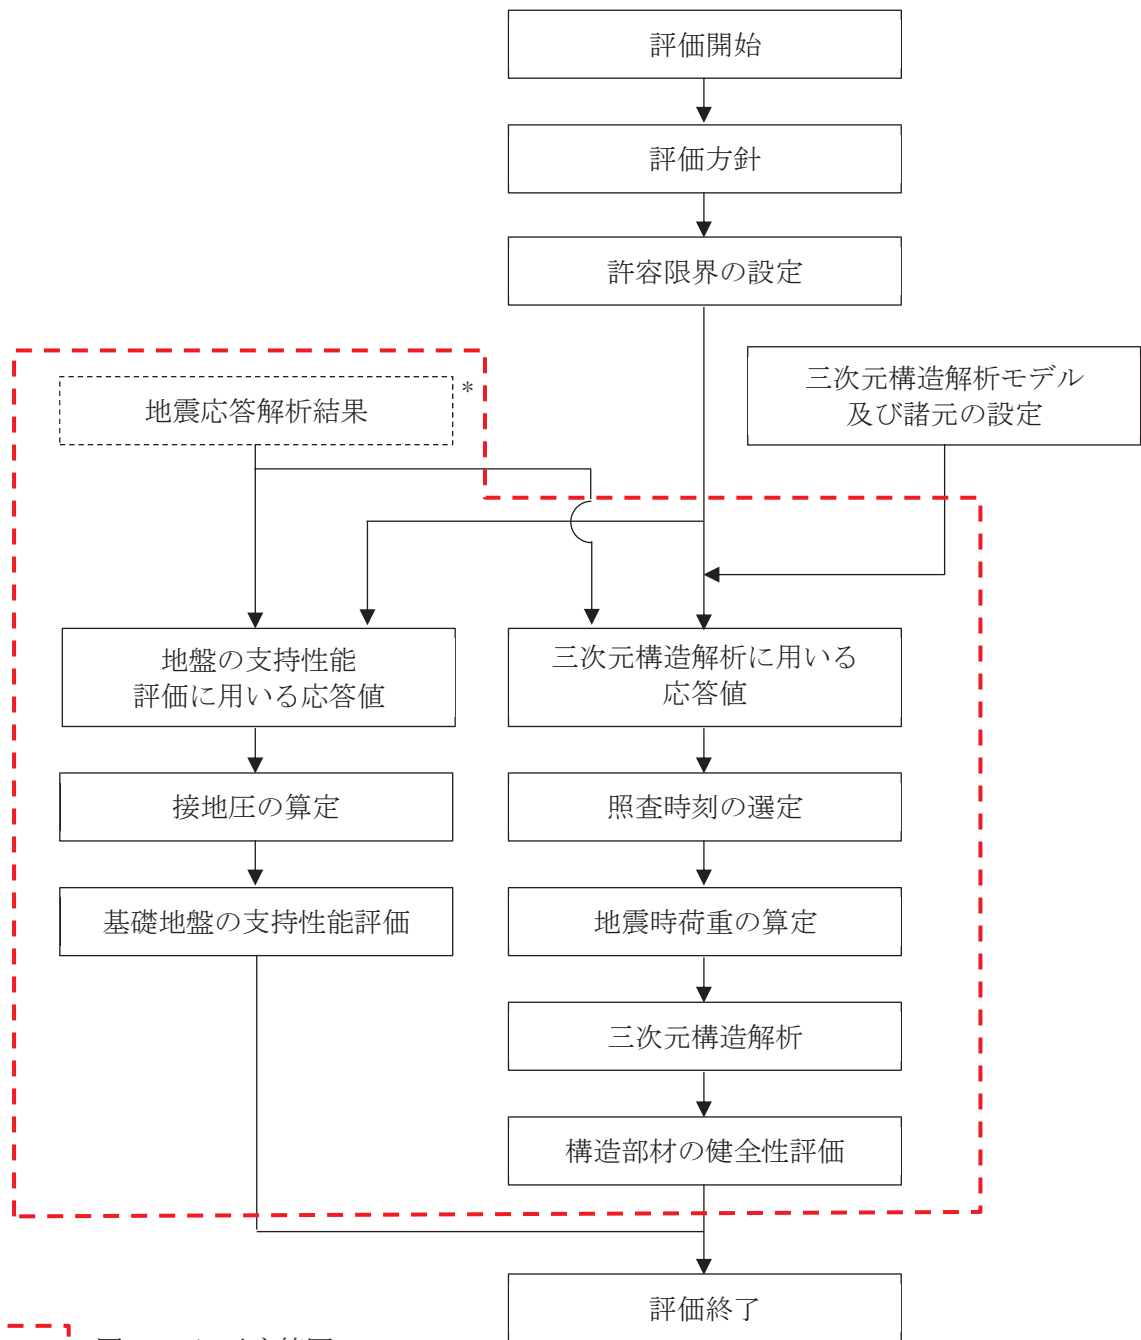 評価開始
評価方針
許容限界の設定
三次元構造解析モデル
及び諸元の設定
地震応答解析結果
*
地盤の支持性能
評価に用いる応答値
三次元構造解析に用いる
応答値
接地圧の算定
照査時刻の選定
基礎地盤の支持性能評価
地震時荷重の算定
三次元構造解析
構造部材の健全性評価
評価終了